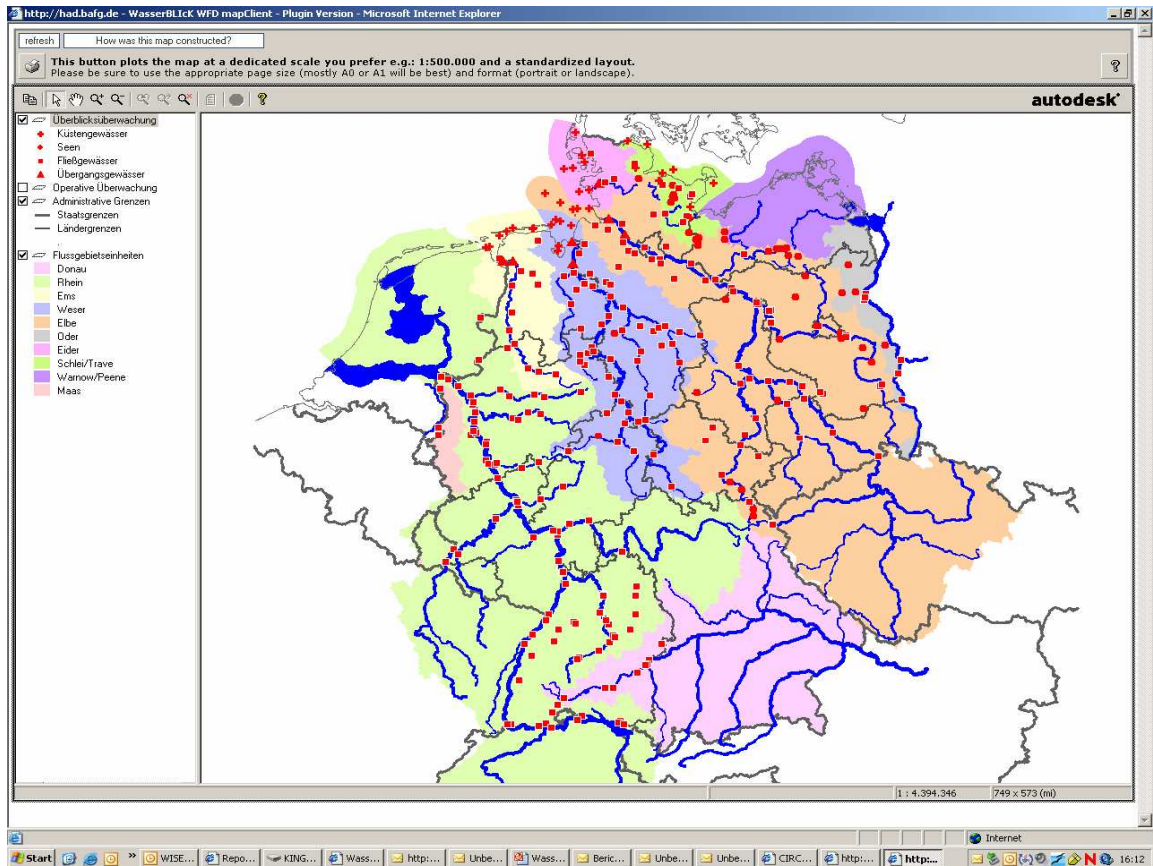 http://had.bafg.de - WasserBLIcK WFD mapClient - Plugin Version - Microsoft Internet Explorer
refresh
How was this map constructed?
This button plots the map at a dedicated scale you prefer e.g.: 1:500.000 and a standardized layout.
Please be sure to use the appropriate page size (mostly A0 or A1 will be best) and format (portrait or landscape).
autodesk
Überblicksüberwachung
Küstengewässer
Seen
Fließgewässer
Übergangsgewässer
Operative Überwachung
Administrative Grenzen
Staatsgrenzen
Ländergrenzen
Flussgebietseinheiten
Donau
Rhein
Ems
Weser
Elbe
Oder
Eider
Schlei/Trave
Warnow/Peene
Maas
1 : 4.394.346
749 x 573 (mi)
Internet
Start
WISE...
Repo...
KING...
Wass...
http:...
Unbe...
Wass...
Beric...
Unbe...
Unbe...
CIRC...
http:...
http:...
16:12